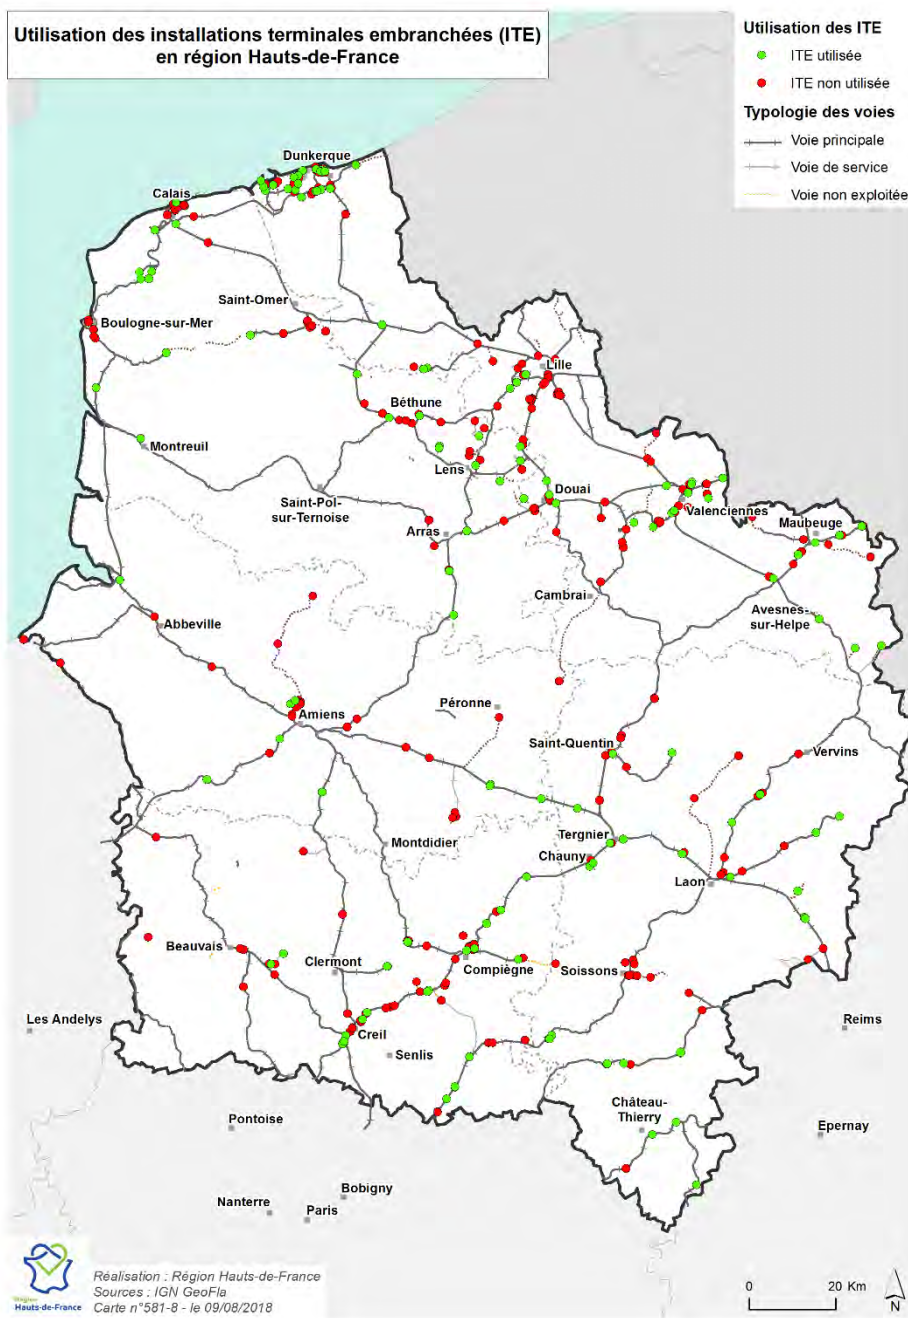 Utilisation des installations terminales embranchées (ITE)
en région Hauts-de-France
Utilisation des ITE
ITE utilisée
ITE non utilisée
Typologie des voies
Voie principale
Voie de service
Voie non exploitée
Dunkerque
Calais
Saint-Omer
Boulogne-sur-Mer
Lille
Béthune
Montreuil
Lens
Saint-Pol-
sur-Ternoise
Douai
Valenciennes
Arras
Maubeuge
Cambrai
Avesnes-
sur-Helpe
Abbeville
Péronne
Amiens
Saint-Quentin
Vervins
Tergnier
Montdidier
Chauny
Laon
Beauvais
Clermont
Compiègne
Soissons
Les Andelys
Reims
Creil
Senlis
Château-
Thierry
Pontoise
Epernay
Bobigny
Nanterre
Paris
Région
Hauts-de-France
Réalisation : Région Hauts-de-France
Sources : IGN GeoFla
Carte n°581-8 - le 09/08/2018
0 20 Km
N